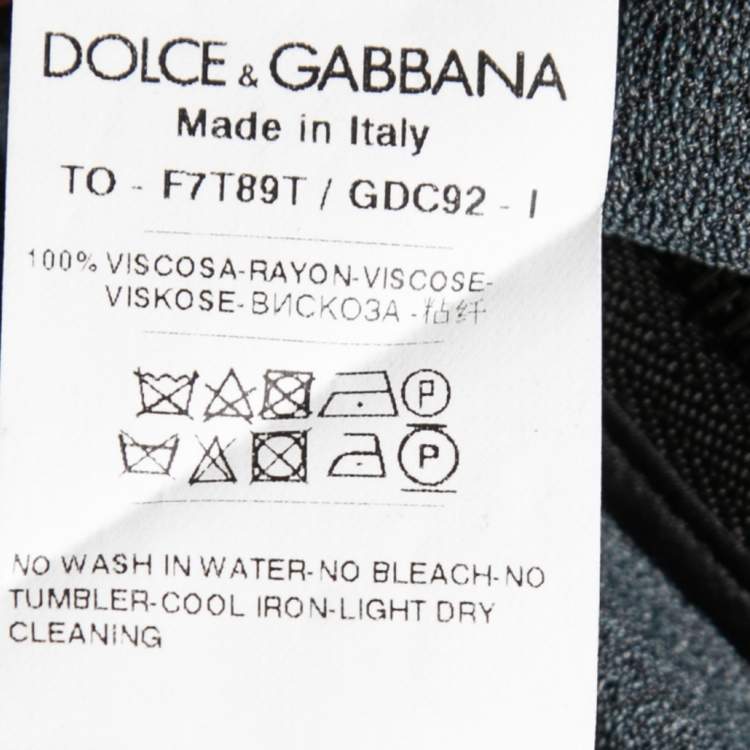 DOLCE & GABBANA
Made in Italy
TO - F7T89T / GDC92 - I
100% VISCOSA-RAYON-VISCOSE-
VISKOSE-ВИСКОЗА -粘纤
P
P
NO WASH IN WATER-NO BLEACH-NO
TUMBLER-COOL IRON-LIGHT DRY
CLEANING